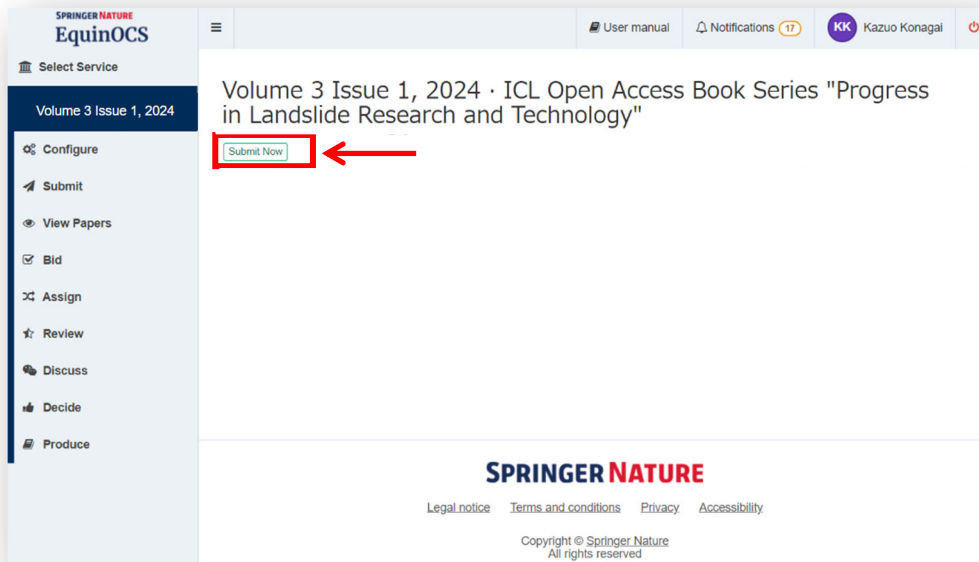 SPRINGER NATURE
EquinOCS
User manual
Notifications 17
KK
Kazuo Konagai
Select Service
Volume 3 Issue 1, 2024
Configure
Submit
View Papers
Bid
Assign
Review
Discuss
Decide
Produce
Volume 3 Issue 1, 2024 · ICL Open Access Book Series "Progress
in Landslide Research and Technology"
Submit Now
SPRINGER NATURE
Legal notice Terms and conditions Privacy Accessibility
Copyright © Springer Nature
All rights reserved